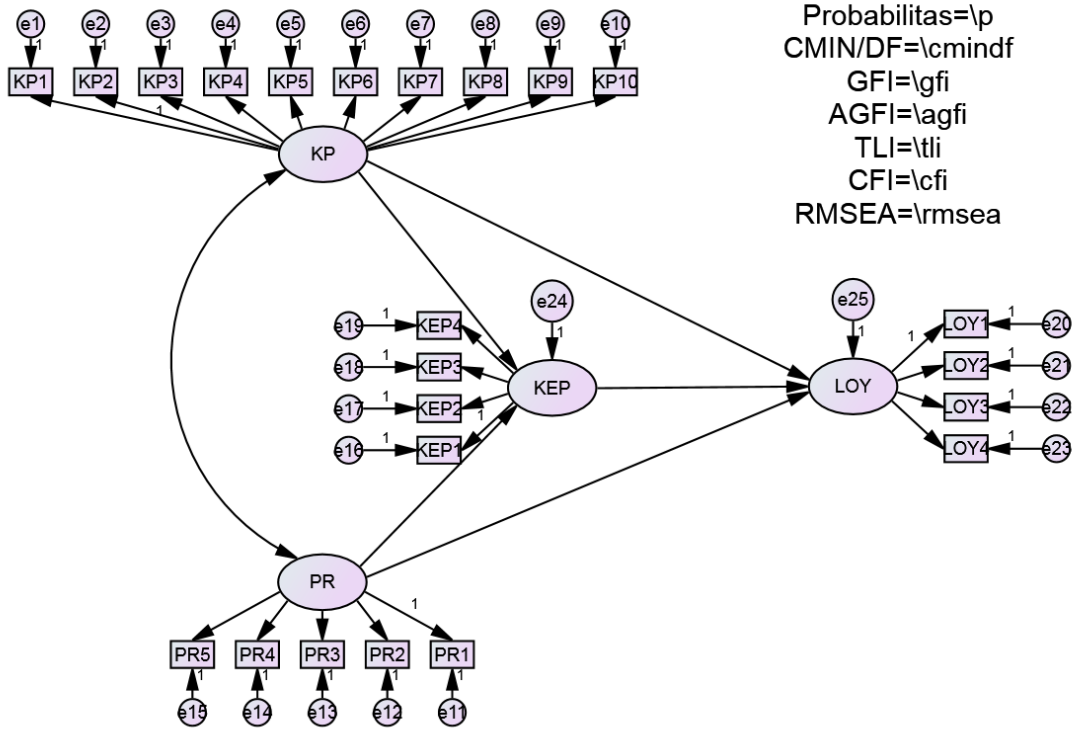 e1 e2 e3 e4 e5 e6 e7 e8 e9 e10
1 1 1 1 1 1 1 1 1 1
KP1 KP2 KP3 KP4 KP5 KP6 KP7 KP8 KP9 KP10
1
KP
Probabilitas=\p
CMIN/DF=\cmindf
GFI=\gfi
AGFI=\agfi
TLI=\tli
CFI=\cfi
RMSEA=\rmsea
e24
1
e19 1 KEP4
e18 1 KEP3
e17 1 KEP2
e16 1 KEP1
1
KEP
e25
1
LOY
1
LOY1 1 e20
LOY2 1 e21
LOY3 1 e22
LOY4 1 e23
PR
1
PR5 PR4 PR3 PR2 PR1
1 1 1 1 1
e15 e14 e13 e12 e11